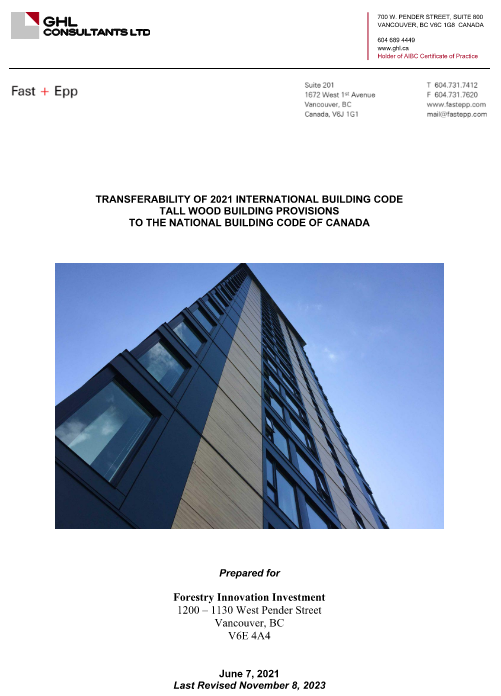 GHL
CONSULTANTS LTD
700 W. PENDER STREET, SUITE 800
VANCOUVER, BC V6C 1G8 CANADA
604 689 4449
www.ghl.ca
Holder of AIBC Certificate of Practice
Fast + Epp
Suite 201
1672 West 1st Avenue
Vancouver, BC
Canada, V6J 1G1
T 604.731.7412
F 604.731.7620
www.fastepp.com
mail@fastepp.com
TRANSFERABILITY OF 2021 INTERNATIONAL BUILDING CODE
TALL WOOD BUILDING PROVISIONS
TO THE NATIONAL BUILDING CODE OF CANADA
Prepared for
Forestry Innovation Investment
1200 – 1130 West Pender Street
Vancouver, BC
V6E 4A4
June 7, 2021
Last Revised November 8, 2023